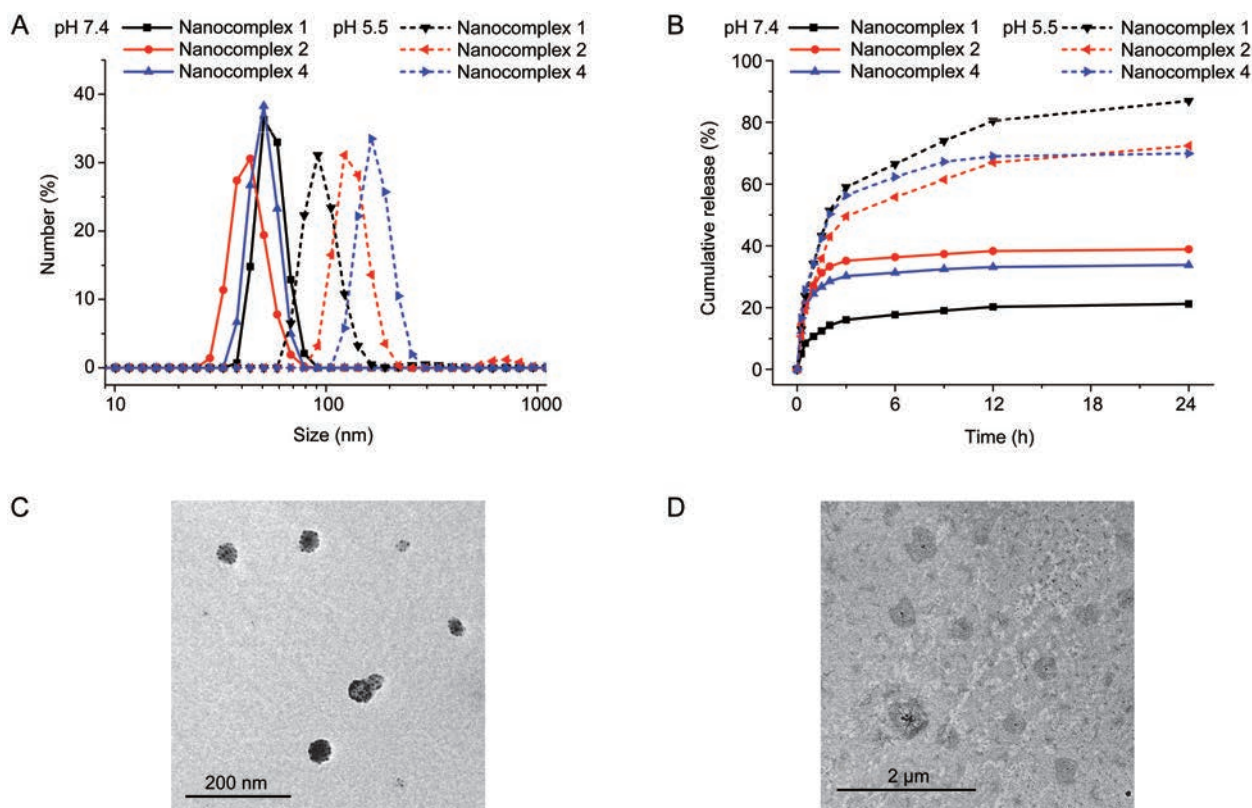 A
pH 7.4 Nanocomplex 1 pH 5.5 Nanocomplex 1
Nanocomplex 2 Nanocomplex 2
Nanocomplex 4 Nanocomplex 4
40
30
20
10
0
Number (%)
10 100 1000
Size (nm)
B
pH 7.4 Nanocomplex 1 pH 5.5 Nanocomplex 1
Nanocomplex 2 Nanocomplex 2
Nanocomplex 4 Nanocomplex 4
100
80
60
40
20
0
Cumulative release (%)
0 6 12 18 24
Time (h)
C
200 nm
D
2 µm